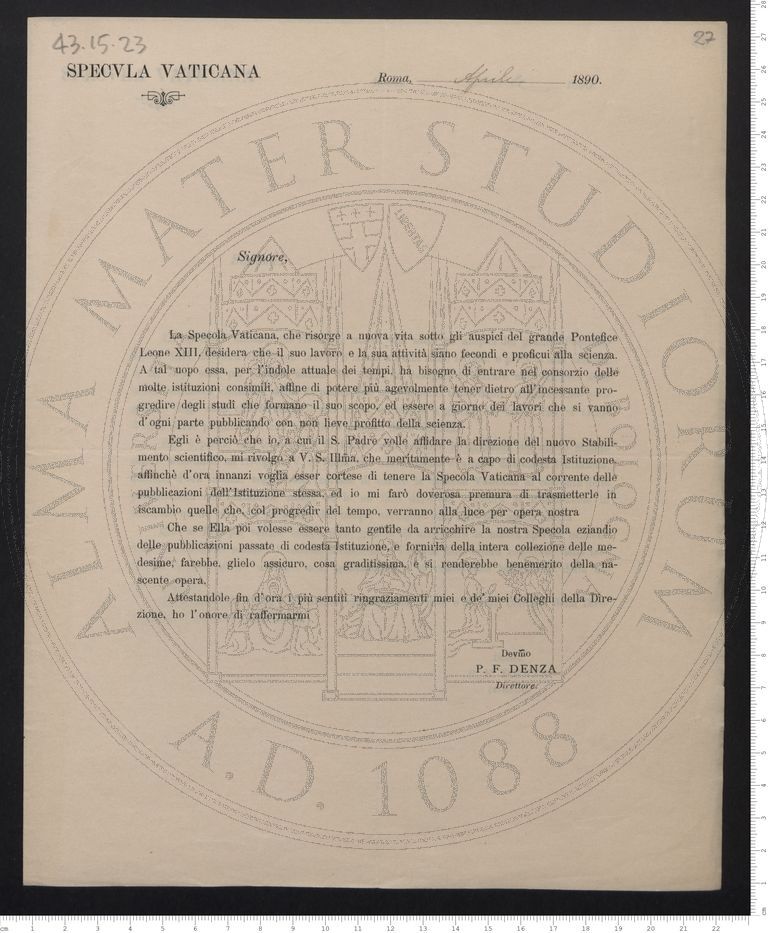 43.15.23
27
SPECVLA VATICANA
Roma, Aprile 1890.
Signore,
La Specola Vaticana, che risorge a nuova vita sotto gli auspici del grande Pontefice
Leone XIII, desidera che il suo lavoro e la sua attività siano fecondi e proficui alla scienza.
A tal uopo essa, per l'indole attuale dei tempi, ha bisogno di entrare nel consorzio delle
molte istituzioni consimili, affine di potere più agevolmente tener dietro all'incessante pro-
gredire degli studî che formano il suo scopo, ed essere a giorno dei lavori che si vanno
d'ogni parte pubblicando con non lieve profitto della scienza.
Egli è perciò che io, a cui il S. Padre volle affidare la direzione del nuovo Stabili-
mento scientifico, mi rivolgo a V. S. Illm̃a, che meritamente è a capo di codesta Istituzione,
affinchè d'ora innanzi voglia esser cortese di tenere la Specola Vaticana al corrente delle
pubblicazioni dell'Istituzione stessa, ed io mi farò doverosa premura di trasmetterle in
iscambio quelle che, col progredir del tempo, verranno alla luce per opera nostra
Che se Ella poi volesse essere tanto gentile da arricchire la nostra Specola eziandio
delle pubblicazioni passate di codesta Istituzione, e fornirla della intera collezione delle me-
desime, farebbe, glielo assicuro, cosa graditissima, e si renderebbe benemerito della na-
scente opera.
Attestandole fin d'ora i più sentiti ringraziamenti miei e de' miei Colleghi della Dire-
zione, ho l'onore di raffermarmi
Devm̃o
P. F. DENZA
Direttore.
ALMA MATER STUDIORUM
A.D. 1088
LIBERTAS